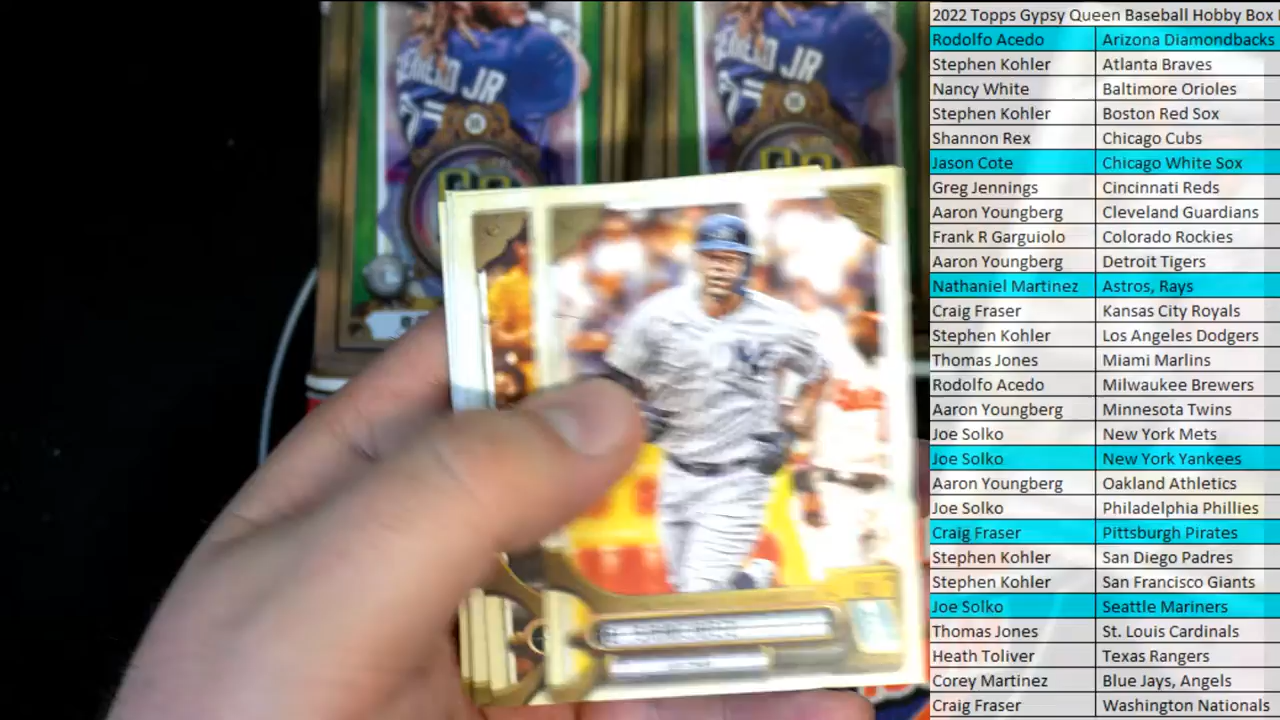 2022 Topps Gypsy Queen Baseball Hobby Box
Rodolfo Acedo Arizona Diamondbacks
Stephen Kohler Atlanta Braves
Nancy White Baltimore Orioles
Stephen Kohler Boston Red Sox
Shannon Rex Chicago Cubs
Jason Cote Chicago White Sox
Greg Jennings Cincinnati Reds
Aaron Youngberg Cleveland Guardians
Frank R Garguiolo Colorado Rockies
Aaron Youngberg Detroit Tigers
Nathaniel Martinez Astros, Rays
Craig Fraser Kansas City Royals
Stephen Kohler Los Angeles Dodgers
Thomas Jones Miami Marlins
Rodolfo Acedo Milwaukee Brewers
Aaron Youngberg Minnesota Twins
Joe Solko New York Mets
Joe Solko New York Yankees
Aaron Youngberg Oakland Athletics
Joe Solko Philadelphia Phillies
Craig Fraser Pittsburgh Pirates
Stephen Kohler San Diego Padres
Stephen Kohler San Francisco Giants
Joe Solko Seattle Mariners
Thomas Jones St. Louis Cardinals
Heath Toliver Texas Rangers
Corey Martinez Blue Jays, Angels
Craig Fraser Washington Nationals
JR
JR